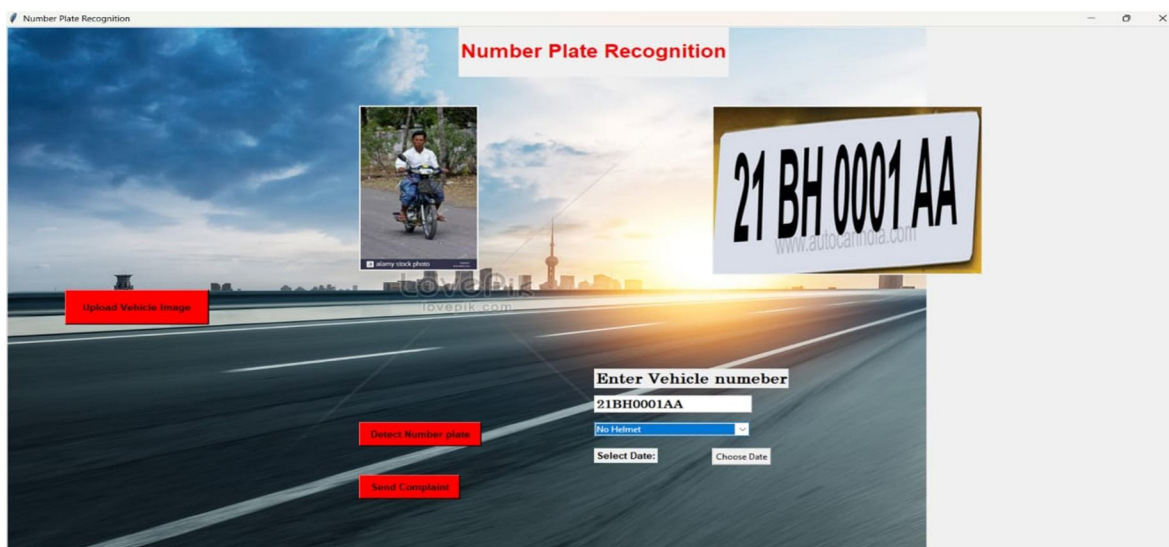 Number Plate Recognition
Number Plate Recognition
21 BH 0001 AA
www.autocarindia.com
a alamy stock photo
Lovepik
lovepik.com
Upload Vehicle Image
Enter Vehicle numeber
21BH0001AA
No Helmet
Detect Number plate
Select Date:
Choose Date
Send Complaint